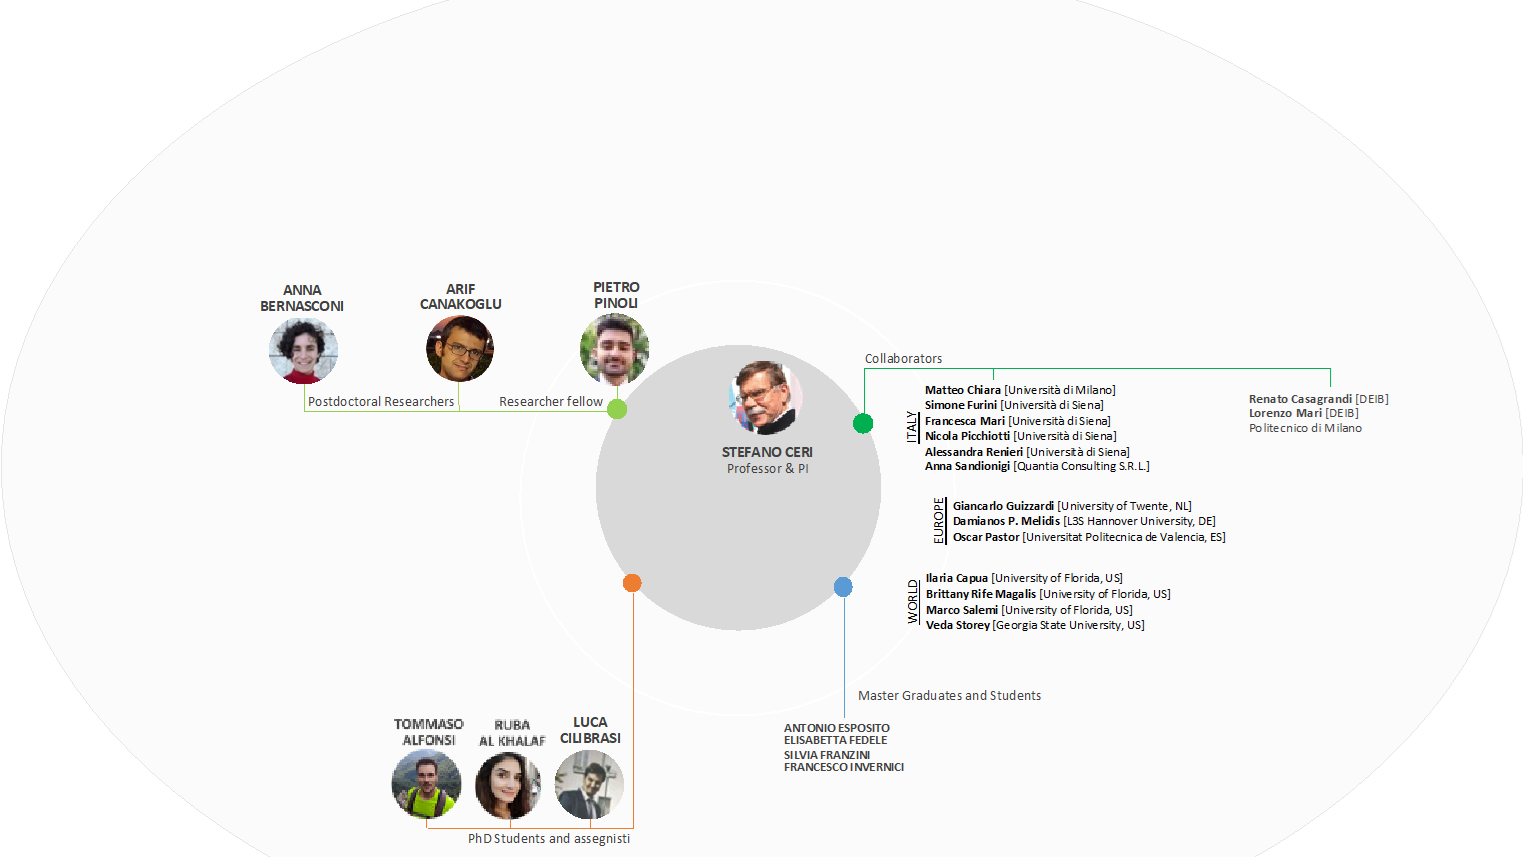 ANNA
BERNASCONI
ARIF
CANAKOGLU
PIETRO
PINOLI
Postdoctoral Researchers
Researcher fellow
STEFANO CERI
Professor & PI
Collaborators
ITALY
Matteo Chiara [Università di Milano]
Simone Furini [Università di Siena]
Francesca Mari [Università di Siena]
Nicola Picchiotti [Università di Siena]
Alessandra Renieri [Università di Siena]
Anna Sandionigi [Quantia Consulting S.R.L.]
Renato Casagrandi [DEIB]
Lorenzo Mari [DEIB]
Politecnico di Milano
EUROPE
Giancarlo Guizzardi [University of Twente, NL]
Damianos P. Melidis [L3S Hannover University, DE]
Oscar Pastor [Universitat Politecnica de Valencia, ES]
WORLD
Ilaria Capua [University of Florida, US]
Brittany Rife Magalis [University of Florida, US]
Marco Salemi [University of Florida, US]
Veda Storey [Georgia State University, US]
Master Graduates and Students
ANTONIO ESPOSITO
ELISABETTA FEDELE
SILVIA FRANZINI
FRANCESCO INVERNICI
TOMMASO
ALFONSI
RUBA
AL KHALAF
LUCA
CILIBRASI
PhD Students and assegnisti